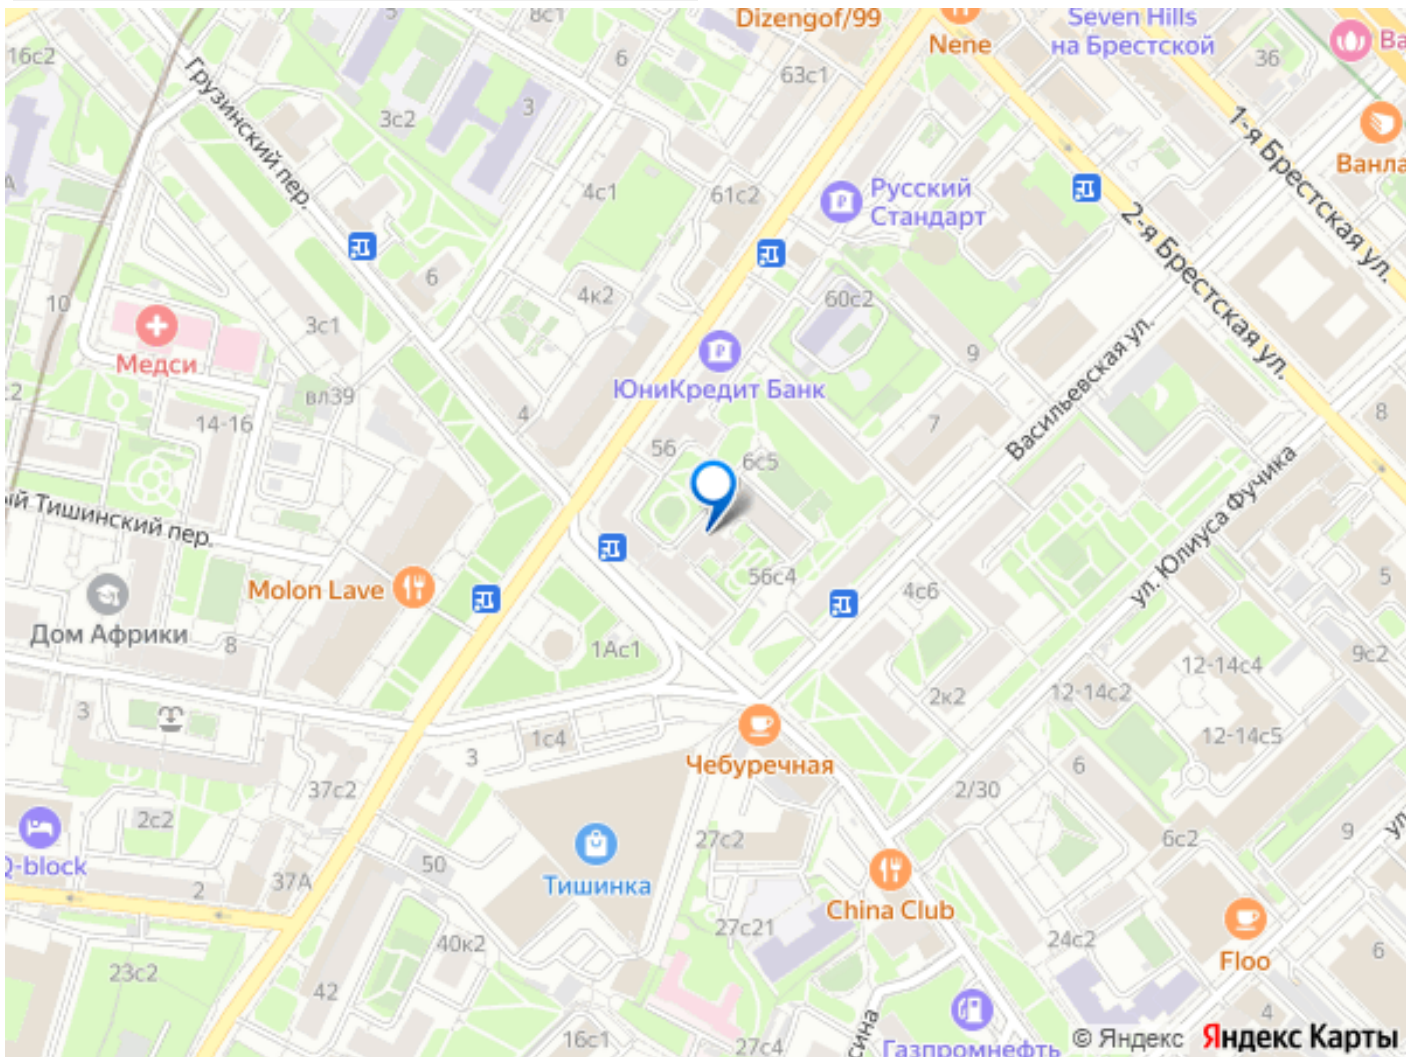 8с1
Dizengof/99
Seven Hills
на Брестской
Nene
Ва
16с2
6
63с1
36
Грузинский пер.
3
3с2
1-я Брестская ул.
Ванла
4с1
61с2
Русский
Стандарт
2-я Брестская ул.
6
4к2
60с2
10
3с1
Медси
9
ЮниКредит Банк
Васильевская ул.
вл39
14-16
4
7
8
56
6с5
ый Тишинский пер.
ул. Юлиуса Фучика
Molon Lave
56с4
4с6
5
Дом Африки
8
1Ас1
12-14с4
9с2
2к2
12-14с2
3
1с4
12-14с5
3
Чебуречная
6
37с2
2/30
2с2
27с2
6с2
9
ул
Q-block
50
Тишинка
2
37А
China Club
27с21
24с2
40к2
Floo
6
23с2
42
4
16с1
27с4
сина
Газпромнефть
© Яндекс Яндекс Карты